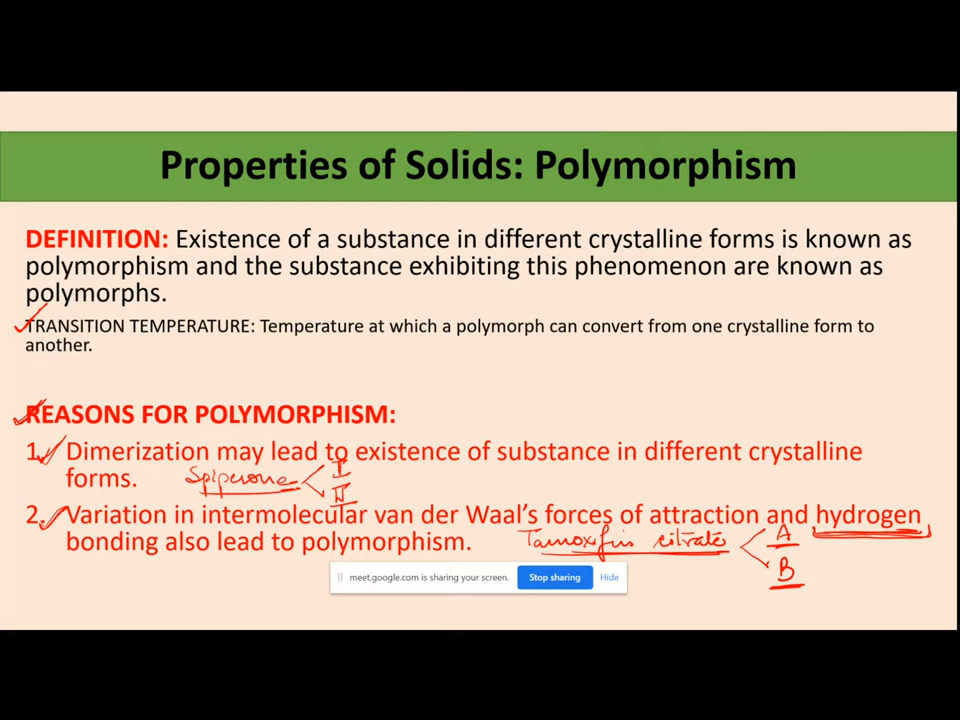 Properties of Solids: Polymorphism
DEFINITION: Existence of a substance in different crystalline forms is known as
polymorphism and the substance exhibiting this phenomenon are known as
polymorphs.
TRANSITION TEMPERATURE: Temperature at which a polymorph can convert from one crystalline form to
another.
REASONS FOR POLYMORPHISM:
1. Dimerization may lead to existence of substance in different crystalline
forms. Spiperone I
II
2. Variation in intermolecular van der Waal's forces of attraction and hydrogen
bonding also lead to polymorphism. citrate A
B
meet.google.com is sharing your screen. Stop sharing Hide